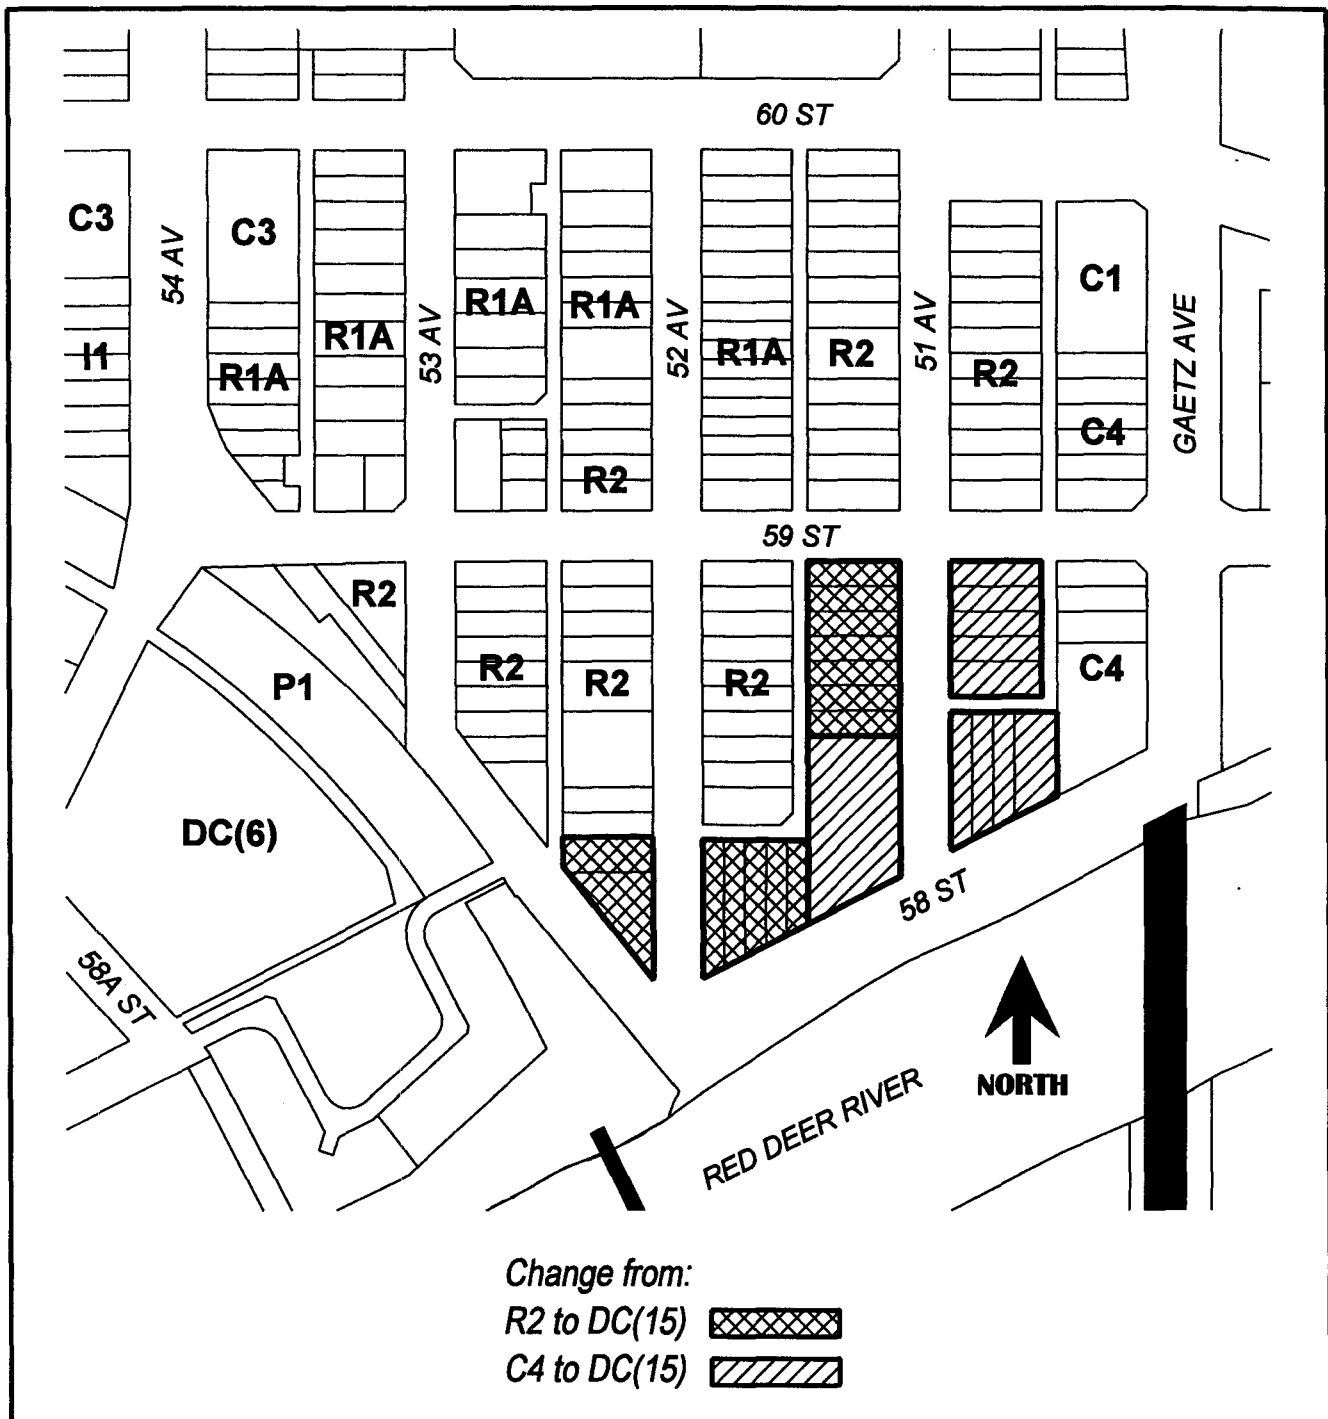 60 ST
C3
C3
54 AV
C1
R1A
R1A
R1A
53 AV
52 AV
R1A
R2
51 AV
R2
GAETZ AVE
I1
R1A
C4
R2
59 ST
R2
P1
R2
R2
R2
C4
DC(6)
58 ST
58A ST
NORTH
RED DEER RIVER
Change from:
R2 to DC(15)
C4 to DC(15)